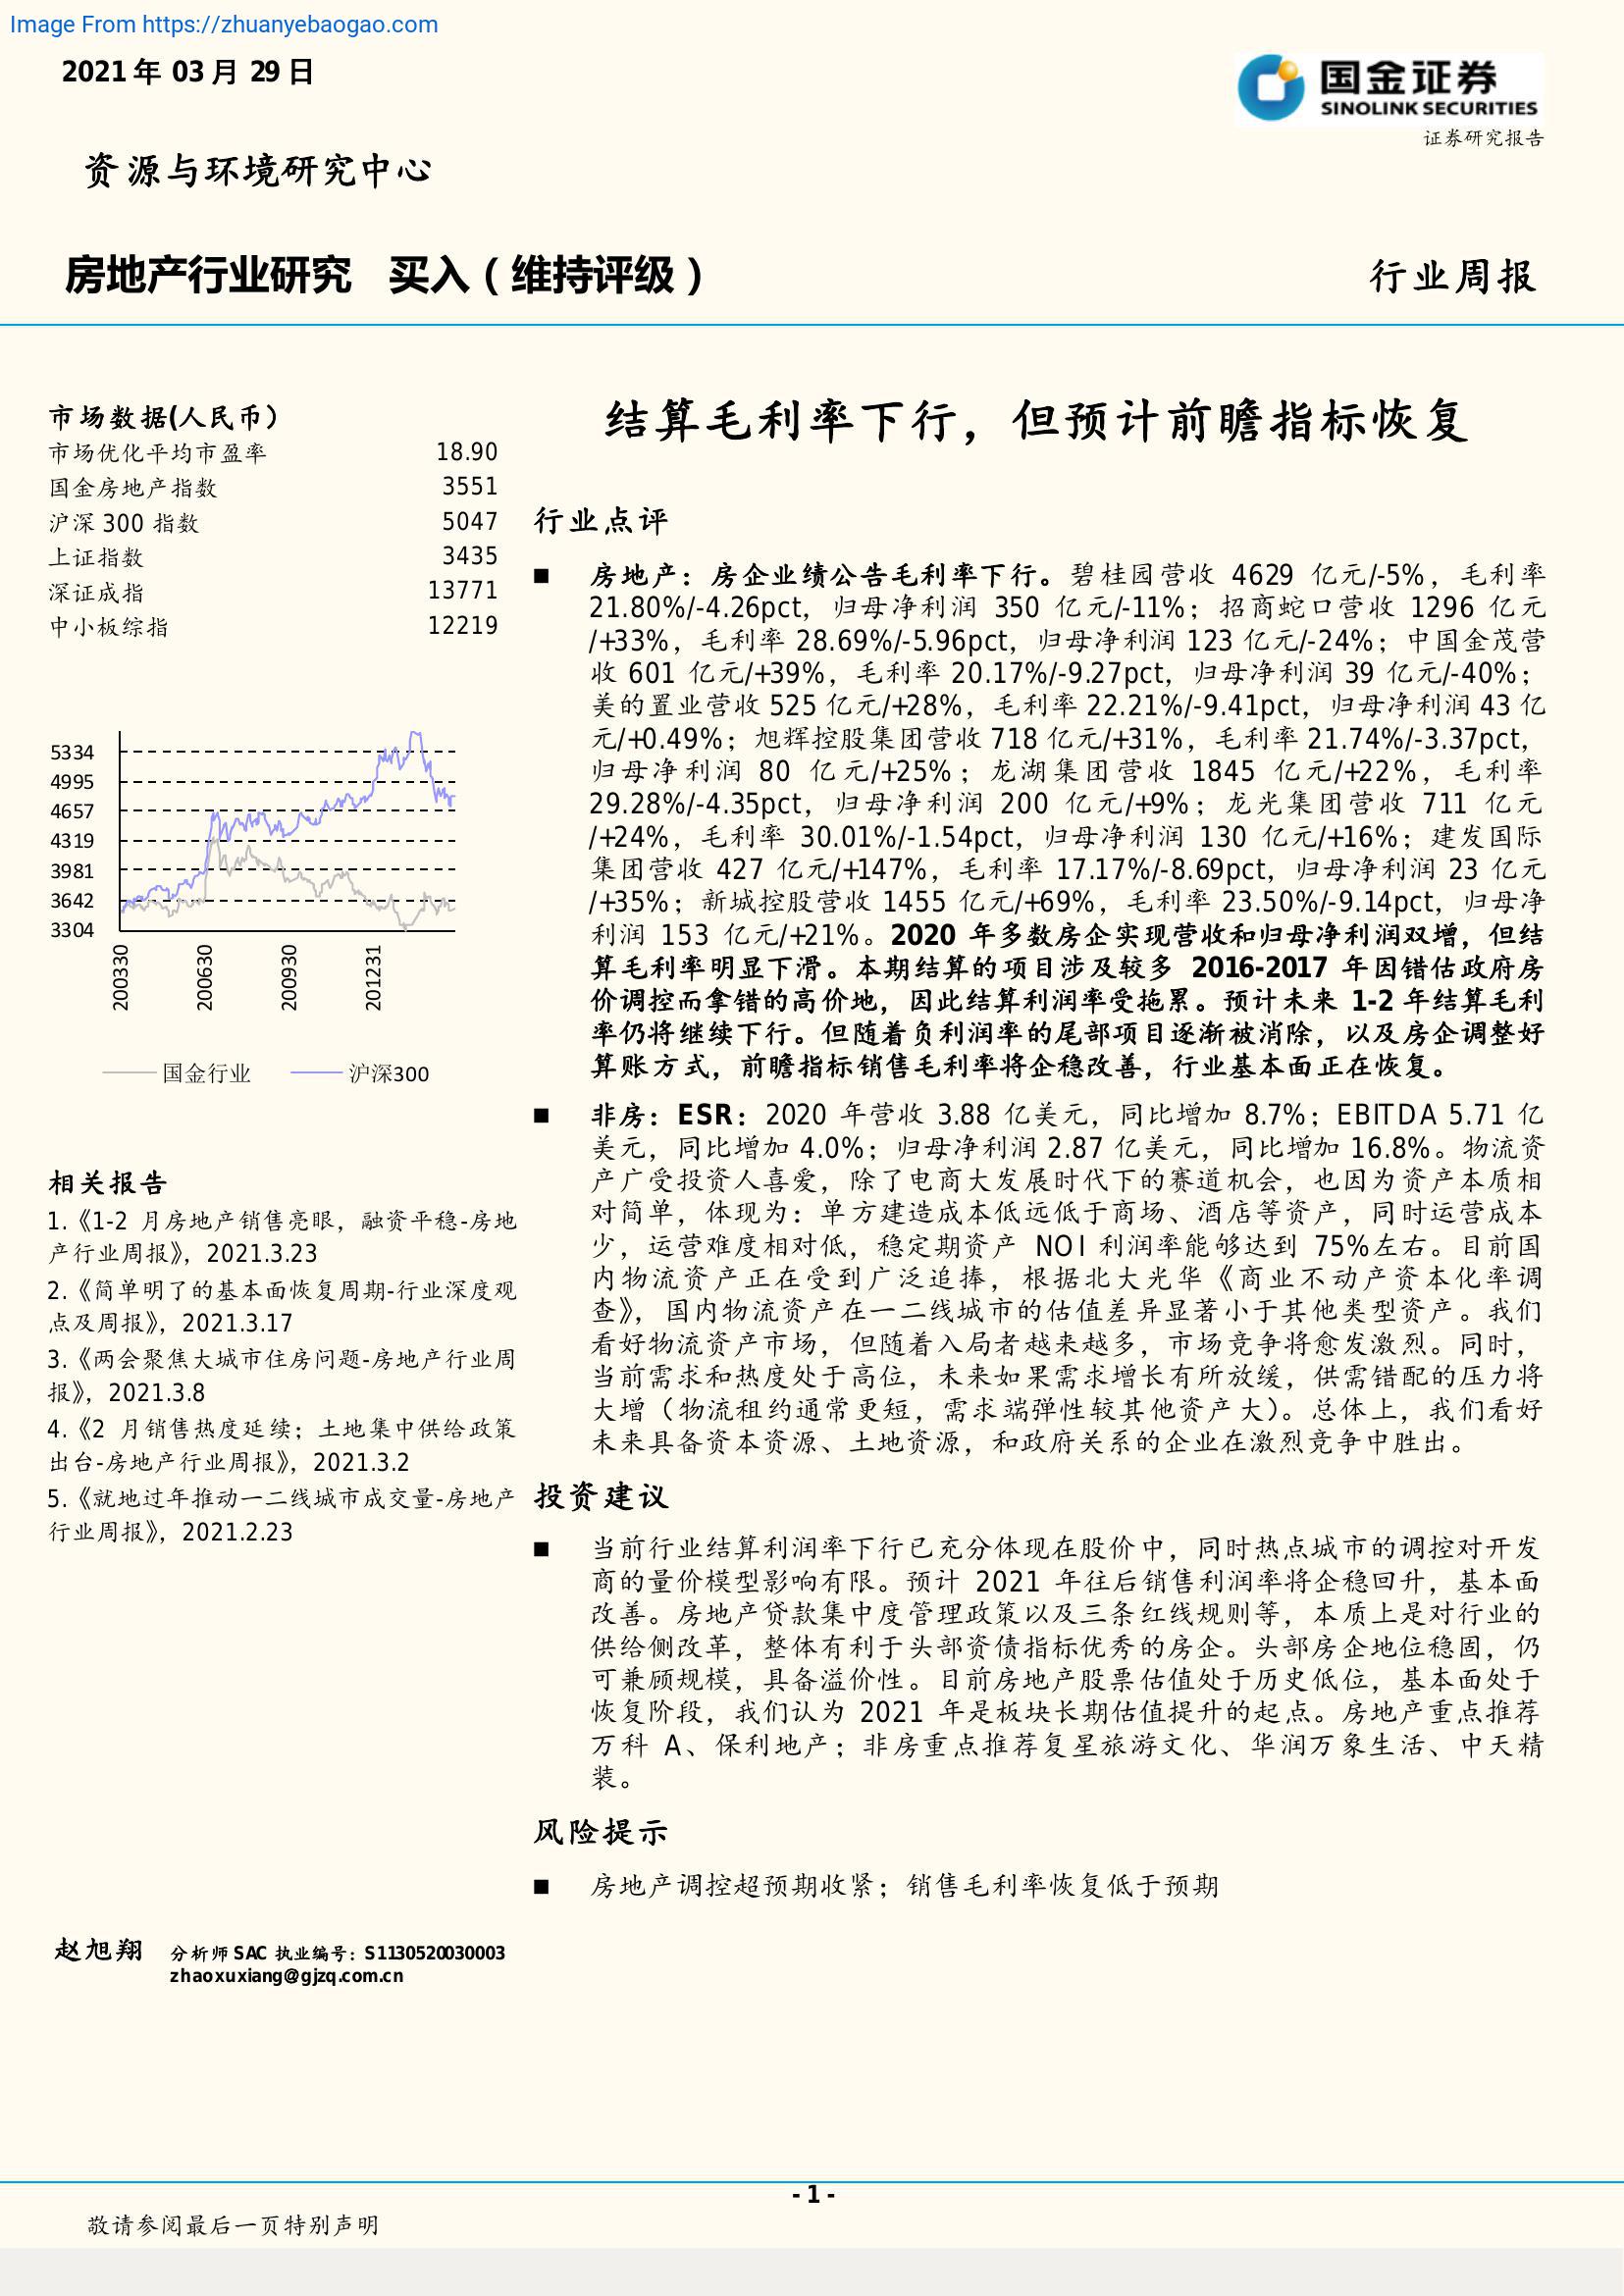 Image From https://zhuanyebaogao.com
2021 年 03 月 29 日
国金证券
SINOLINK SECURITIES
证券研究报告
资源与环境研究中心
房地产行业研究 买入（维持评级）
行业周报
市场数据(人民币）
市场优化平均市盈率 18.90
国金房地产指数 3551
沪深 300 指数 5047
上证指数 3435
深证成指 13771
中小板综指 12219
5334
4995
4657
4319
3981
3642
3304
200330
200630
200930
201231
国金行业 沪深300
相关报告
1.《1-2 月房地产销售亮眼，融资平稳-房地
产行业周报》，2021.3.23
2.《简单明了的基本面恢复周期-行业深度观
点及周报》，2021.3.17
3.《两会聚焦大城市住房问题-房地产行业周
报》，2021.3.8
4.《2 月销售热度延续；土地集中供给政策
出台-房地产行业周报》，2021.3.2
5.《就地过年推动一二线城市成交量-房地产
行业周报》，2021.2.23
赵旭翔 分析师 SAC 执业编号：S1130520030003
zhaoxuxiang@gjzq.com.cn
结算毛利率下行，但预计前瞻指标恢复
行业点评
■ 房地产：房企业绩公告毛利率下行。碧桂园营收 4629 亿元/-5%，毛利率
21.80%/-4.26pct，归母净利润 350 亿元/-11%；招商蛇口营收 1296 亿元
/+33%，毛利率 28.69%/-5.96pct，归母净利润 123 亿元/-24%；中国金茂营
收 601 亿元/+39%，毛利率 20.17%/-9.27pct，归母净利润 39 亿元/-40%；
美的置业营收 525 亿元/+28%，毛利率 22.21%/-9.41pct，归母净利润 43 亿
元/+0.49%；旭辉控股集团营收 718 亿元/+31%，毛利率 21.74%/-3.37pct，
归母净利润 80 亿元/+25%；龙湖集团营收 1845 亿元/+22%，毛利率
29.28%/-4.35pct，归母净利润 200 亿元/+9%；龙光集团营收 711 亿元
/+24%，毛利率 30.01%/-1.54pct，归母净利润 130 亿元/+16%；建发国际
集团营收 427 亿元/+147%，毛利率 17.17%/-8.69pct，归母净利润 23 亿元
/+35%；新城控股营收 1455 亿元/+69%，毛利率 23.50%/-9.14pct，归母净
利润 153 亿元/+21%。2020 年多数房企实现营收和归母净利润双增，但结
算毛利率明显下滑。本期结算的项目涉及较多 2016-2017 年因错估政府房
价调控而拿错的高价地，因此结算利润率受拖累。预计未来 1-2 年结算毛利
率仍将继续下行。但随着负利润率的尾部项目逐渐被消除，以及房企调整好
算账方式，前瞻指标销售毛利率将企稳改善，行业基本面正在恢复。
■ 非房：ESR：2020 年营收 3.88 亿美元，同比增加 8.7%；EBITDA 5.71 亿
美元，同比增加 4.0%；归母净利润 2.87 亿美元，同比增加 16.8%。物流资
产广受投资人喜爱，除了电商大发展时代下的赛道机会，也因为资产本质相
对简单，体现为：单方建造成本低远低于商场、酒店等资产，同时运营成本
少，运营难度相对低，稳定期资产 NOI 利润率能够达到 75%左右。目前国
内物流资产正在受到广泛追捧，根据北大光华《商业不动产资本化率调
查》，国内物流资产在一二线城市的估值差异显著小于其他类型资产。我们
看好物流资产市场，但随着入局者越来越多，市场竞争将愈发激烈。同时，
当前需求和热度处于高位，未来如果需求增长有所放缓，供需错配的压力将
大增（物流租约通常更短，需求端弹性较其他资产大）。总体上，我们看好
未来具备资本资源、土地资源，和政府关系的企业在激烈竞争中胜出。
投资建议
■ 当前行业结算利润率下行已充分体现在股价中，同时热点城市的调控对开发
商的量价模型影响有限。预计 2021 年往后销售利润率将企稳回升，基本面
改善。房地产贷款集中度管理政策以及三条红线规则等，本质上是对行业的
供给侧改革，整体有利于头部资债指标优秀的房企。头部房企地位稳固，仍
可兼顾规模，具备溢价性。目前房地产股票估值处于历史低位，基本面处于
恢复阶段，我们认为 2021 年是板块长期估值提升的起点。房地产重点推荐
万科 A、保利地产；非房重点推荐复星旅游文化、华润万象生活、中天精
装。
风险提示
■ 房地产调控超预期收紧；销售毛利率恢复低于预期
- 1 -
敬请参阅最后一页特别声明